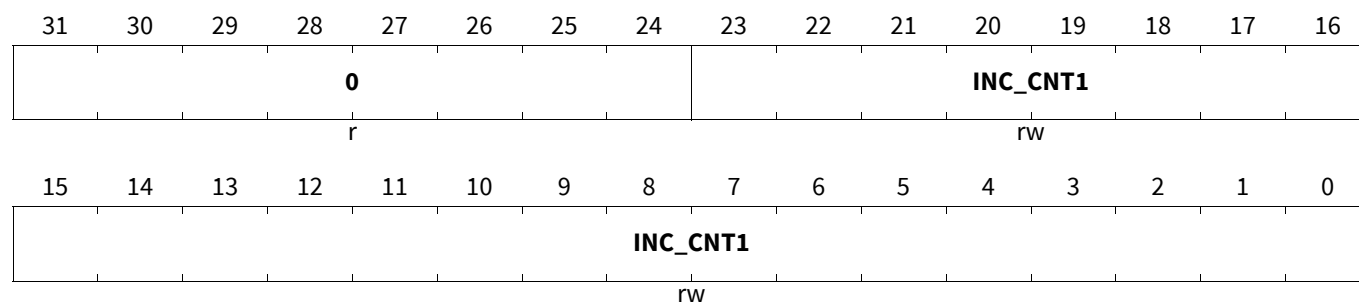 31 30 29 28 27 26 25 24 23 22 21 20 19 18 17 16
0 INC_CNT1
r rw
15 14 13 12 11 10 9 8 7 6 5 4 3 2 1 0
INC_CNT1
rw